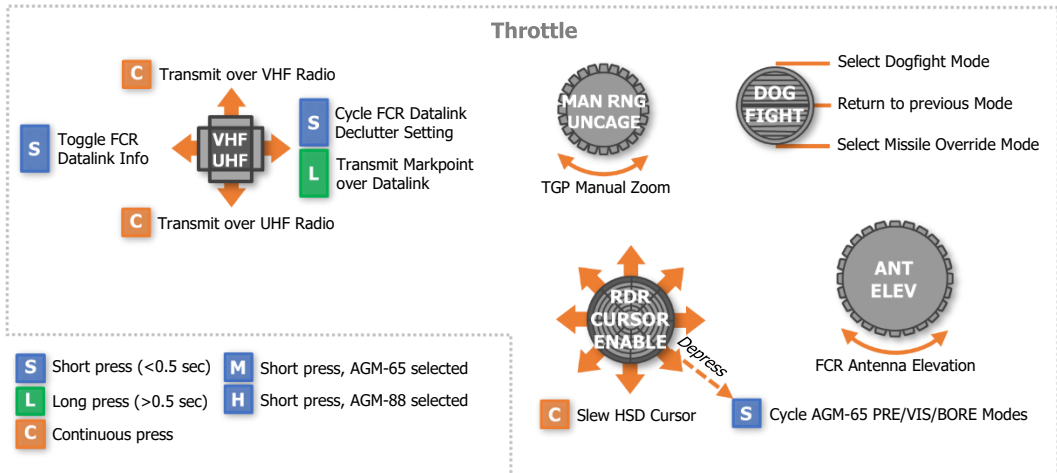 Throttle
C Transmit over VHF Radio
S Toggle FCR
Datalink Info
VHF
UHF
S Cycle FCR Datalink
Declutter Setting
L Transmit Markpoint
over Datalink
C Transmit over UHF Radio
MAN RNG
UNCAGE
TGP Manual Zoom
DOG
FIGHT
Select Dogfight Mode
Return to previous Mode
Select Missile Override Mode
RDR
CURSOR
ENABLE
Depress
C Slew HSD Cursor
S Cycle AGM-65 PRE/VIS/BORE Modes
ANT
ELEV
FCR Antenna Elevation
S Short press (<0.5 sec)
L Long press (>0.5 sec)
C Continuous press
M Short press, AGM-65 selected
H Short press, AGM-88 selected